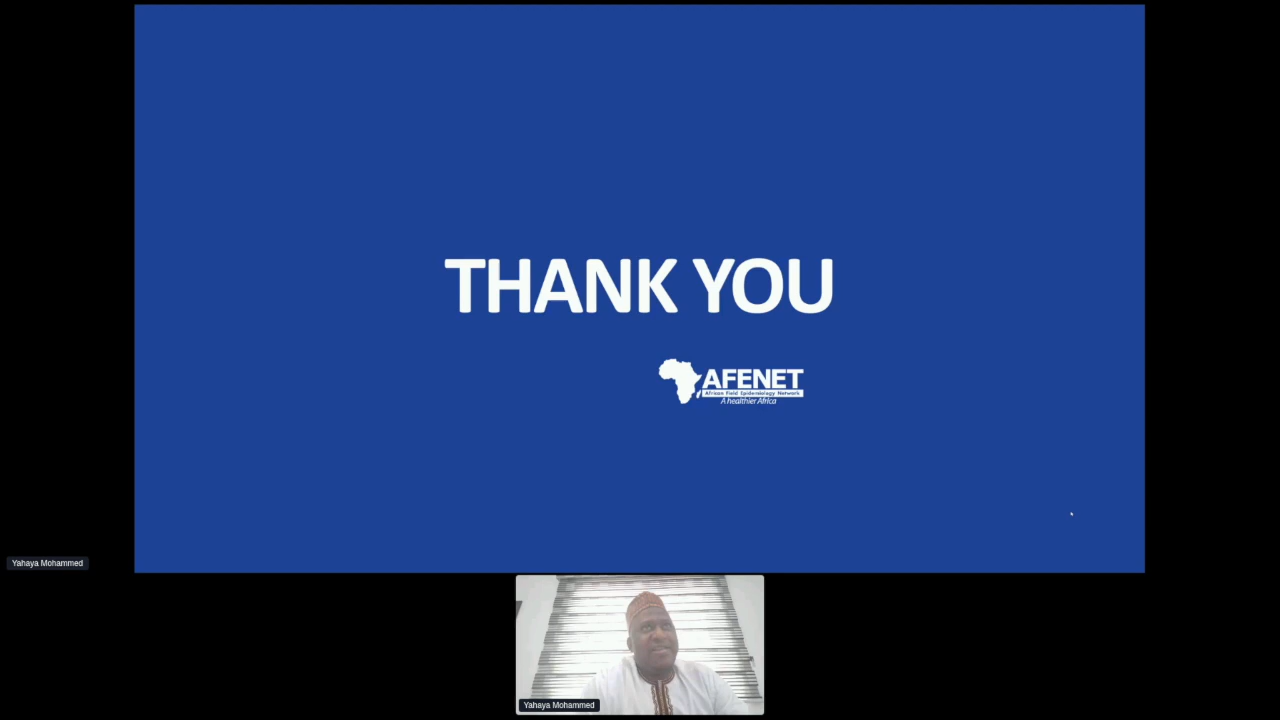 THANK YOU
AFENET
African Field Epidemiology Network
A healthier Africa
Yahaya Mohammed
Yahaya Mohammed